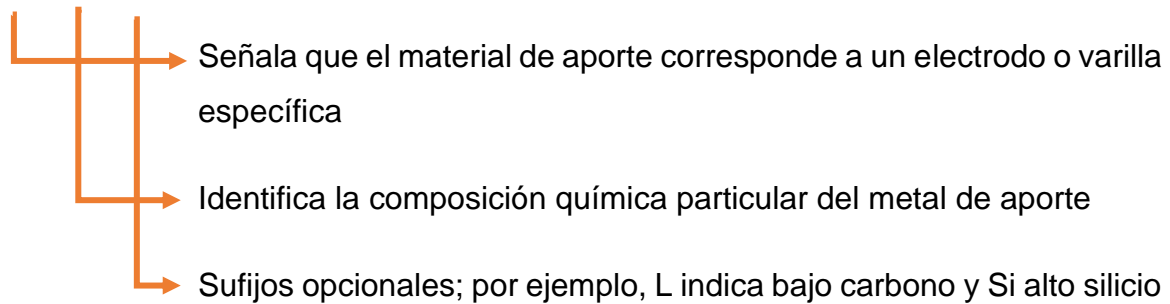 Señala que el material de aporte corresponde a un electrodo o varilla
específica
Identifica la composición química particular del metal de aporte
Sufijos opcionales; por ejemplo, L indica bajo carbono y Si alto silicio